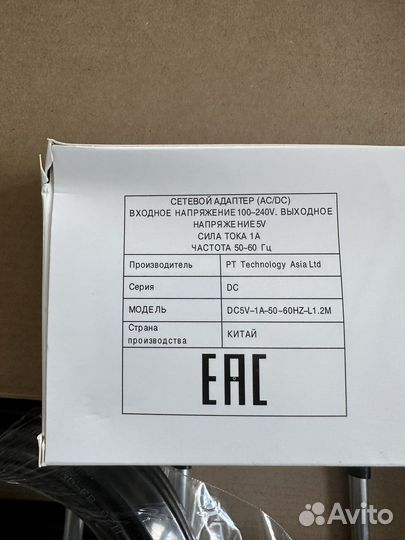 СЕТЕВОЙ АДАПТЕР (AC/DC)
ВХОДНОЕ НАПРЯЖЕНИЕ 100-240V. ВЫХОДНОЕ
НАПРЯЖЕНИЕ 5V
СИЛА ТОКА 1А
ЧАСТОТА 50-60 Гц
Производитель PT Technology Asia Ltd
Серия DC
МОДЕЛЬ DC5V-1A-50-60HZ-L1.2M
Страна КИТАЙ
производства
EAC
Avito